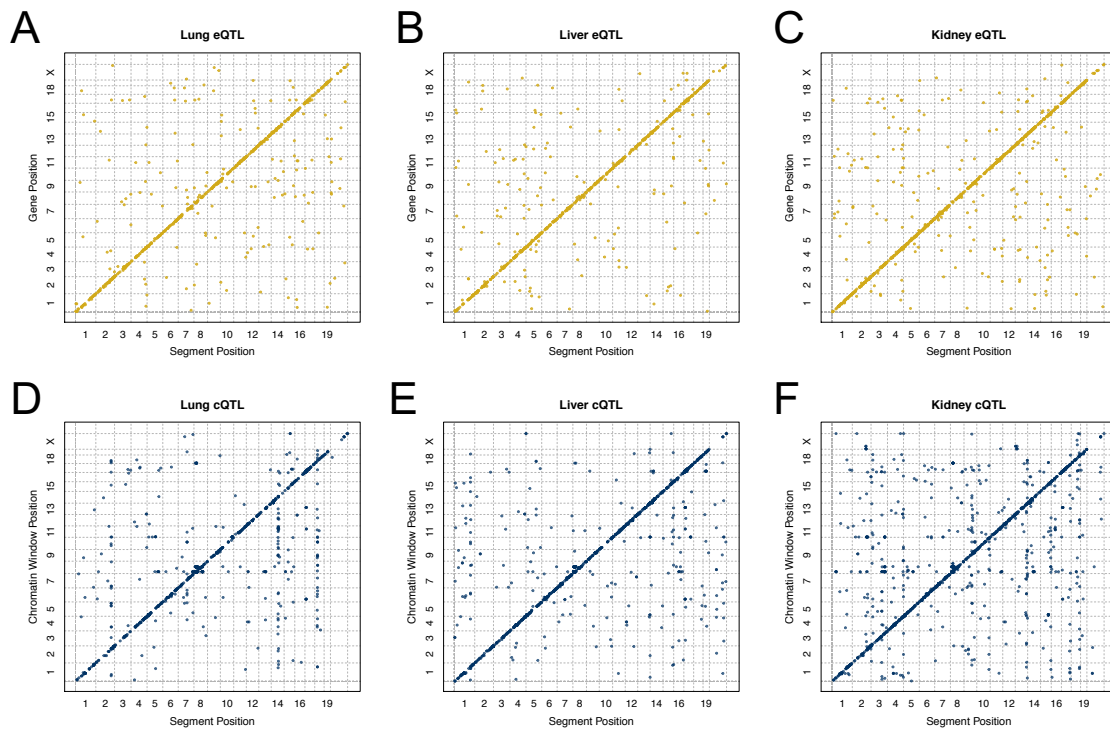 A
Lung eQTL
Gene Position
X
18
15
13
11
9
7
5
4
3
2
1
1 2 3 4 5 6 7 8 10 12 14 16 19
Segment Position
B
Liver eQTL
Gene Position
X
18
15
13
11
9
7
5
4
3
2
1
1 2 3 4 5 6 7 8 10 12 14 16 19
Segment Position
C
Kidney eQTL
Gene Position
X
18
15
13
11
9
7
5
4
3
2
1
1 2 3 4 5 6 7 8 10 12 14 16 19
Segment Position
D
Lung cQTL
Chromatin Window Position
X
18
15
13
11
9
7
5
4
3
2
1
1 2 3 4 5 6 7 8 10 12 14 16 19
Segment Position
E
Liver cQTL
Chromatin Window Position
X
18
15
13
11
9
7
5
4
3
2
1
1 2 3 4 5 6 7 8 10 12 14 16 19
Segment Position
F
Kidney cQTL
Chromatin Window Position
X
18
15
13
11
9
7
5
4
3
2
1
1 2 3 4 5 6 7 8 10 12 14 16 19
Segment Position